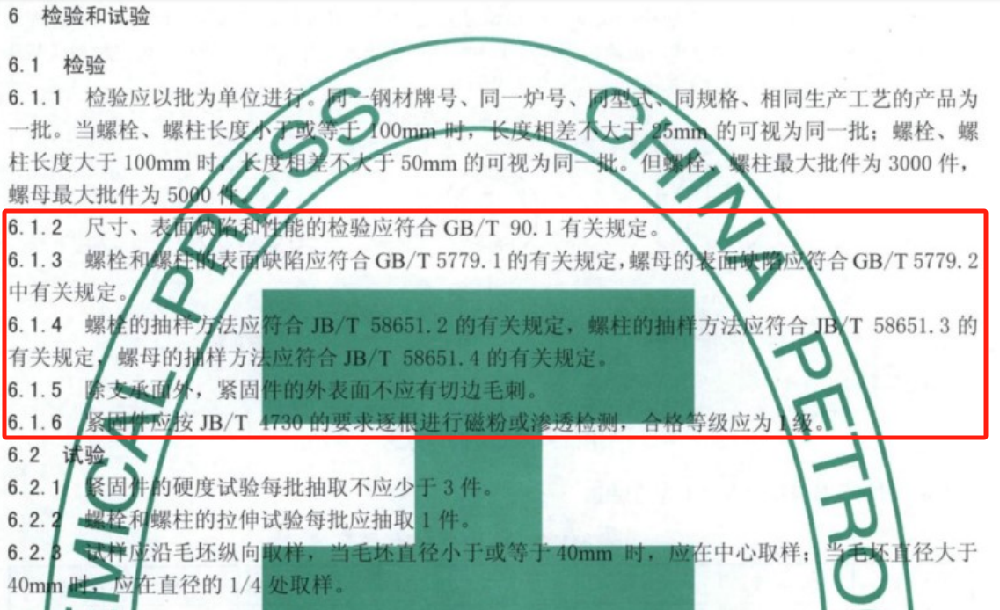 6 检验和试验
6.1 检验
6.1.1 检验应以批为单位进行。同一钢材牌号、同一炉号、同型式、同规格、相同生产工艺的产品为
一批。当螺栓、螺柱长度小于或等于 100mm 时，长度相差不大于 25mm 的可视为同一批；螺栓、螺
柱长度大于 100mm 时，长度相差不大于 50mm 的可视为同一批。但螺栓、螺柱最大批件为 3000 件，
螺母最大批件为 5000 件。
6.1.2 尺寸、表面缺陷和性能的检验应符合 GB/T 90.1 有关规定。
6.1.3 螺栓和螺柱的表面缺陷应符合 GB/T 5779.1 的有关规定，螺母的表面缺陷应符合 GB/T 5779.2
中有关规定。
6.1.4 螺栓的抽样方法应符合 JB/T 58651.2 的有关规定，螺柱的抽样方法应符合 JB/T 58651.3 的
有关规定，螺母的抽样方法应符合 JB/T 58651.4 的有关规定。
6.1.5 除支承面外，紧固件的外表面不应有切边毛刺。
6.1.6 紧固件应按 JB/T 4730 的要求逐根进行磁粉或渗透检测，合格等级应为 I 级。
6.2 试验
6.2.1 紧固件的硬度试验每批抽取不应少于 3 件。
6.2.2 螺栓和螺柱的拉伸试验每批应抽取 1 件。
6.2.3 试样应沿毛坯纵向取样，当毛坯直径小于或等于 40mm 时，应在中心取样；当毛坯直径大于
40mm 时，应在直径的 1/4 处取样。
MICAL PRESS
CHINA PETRO